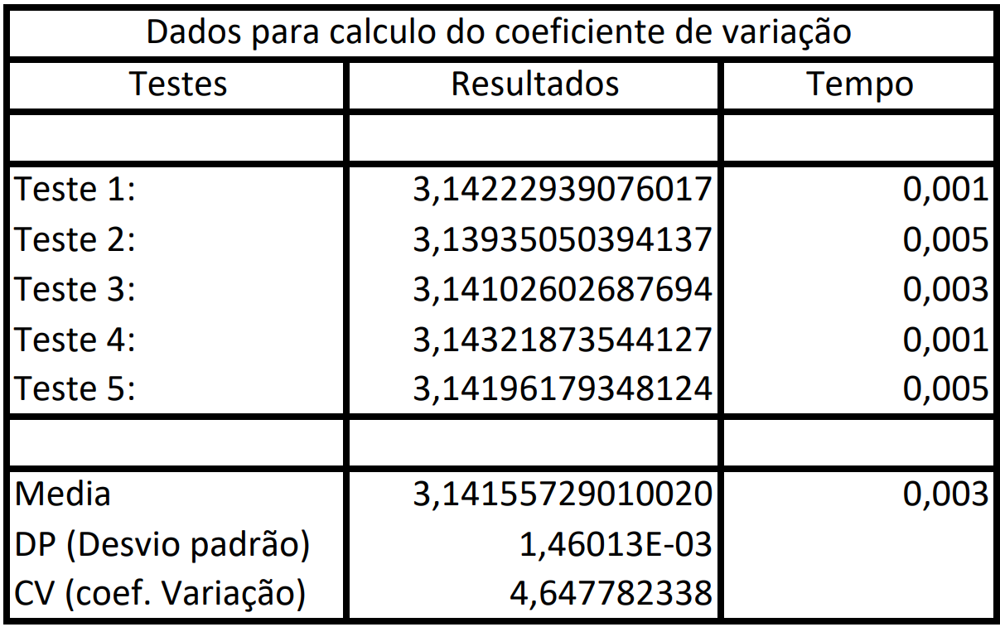 Dados para calculo do coeficiente de variação
Testes Resultados Tempo
Teste 1: 3,14222939076017 0,001
Teste 2: 3,13935050394137 0,005
Teste 3: 3,14102602687694 0,003
Teste 4: 3,14321873544127 0,001
Teste 5: 3,14196179348124 0,005
Media 3,14155729010020 0,003
DP (Desvio padrão) 1,46013E-03
CV (coef. Variação) 4,647782338